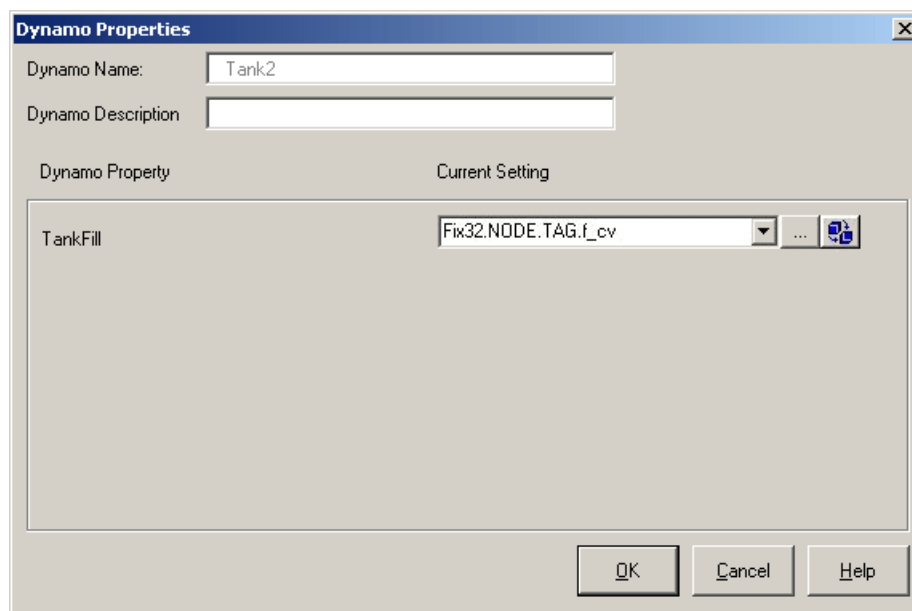 Dynamo Properties
Dynamo Name: Tank2
Dynamo Description
Dynamo Property Current Setting
TankFill Fix32.NODE.TAG.f_cv ...
OK Cancel Help